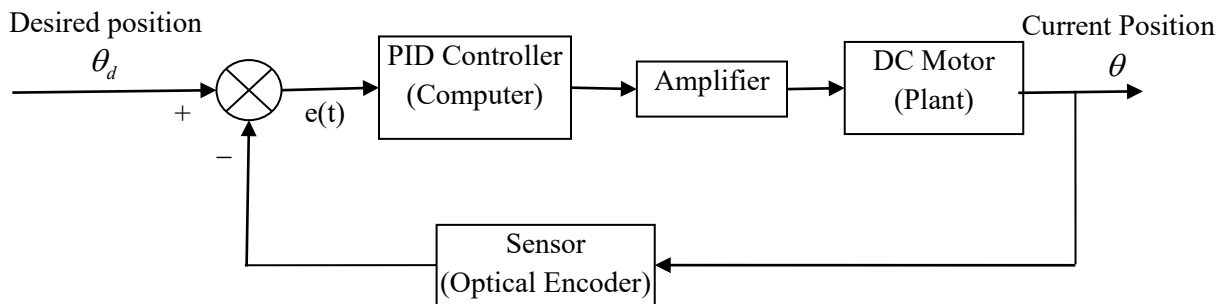 Desired position
θd
+
−
e(t)
PID Controller
(Computer)
Amplifier
DC Motor
(Plant)
Current Position
θ
Sensor
(Optical Encoder)